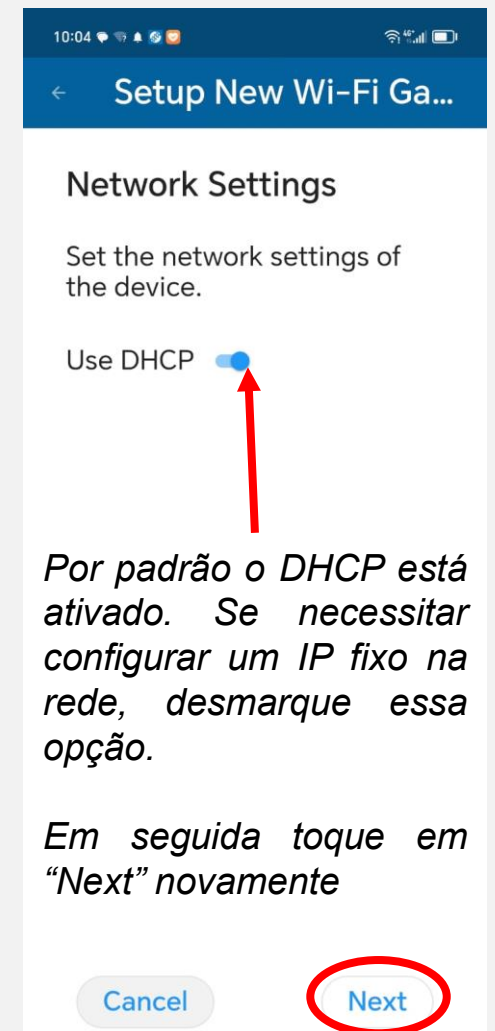 10:04
← Setup New Wi-Fi Ga...
Network Settings
Set the network settings of
the device.
Use DHCP
Por padrão o DHCP está
ativado. Se necessitar
configurar um IP fixo na
rede, desmarque essa
opção.
Em seguida toque em
“Next” novamente
Cancel Next